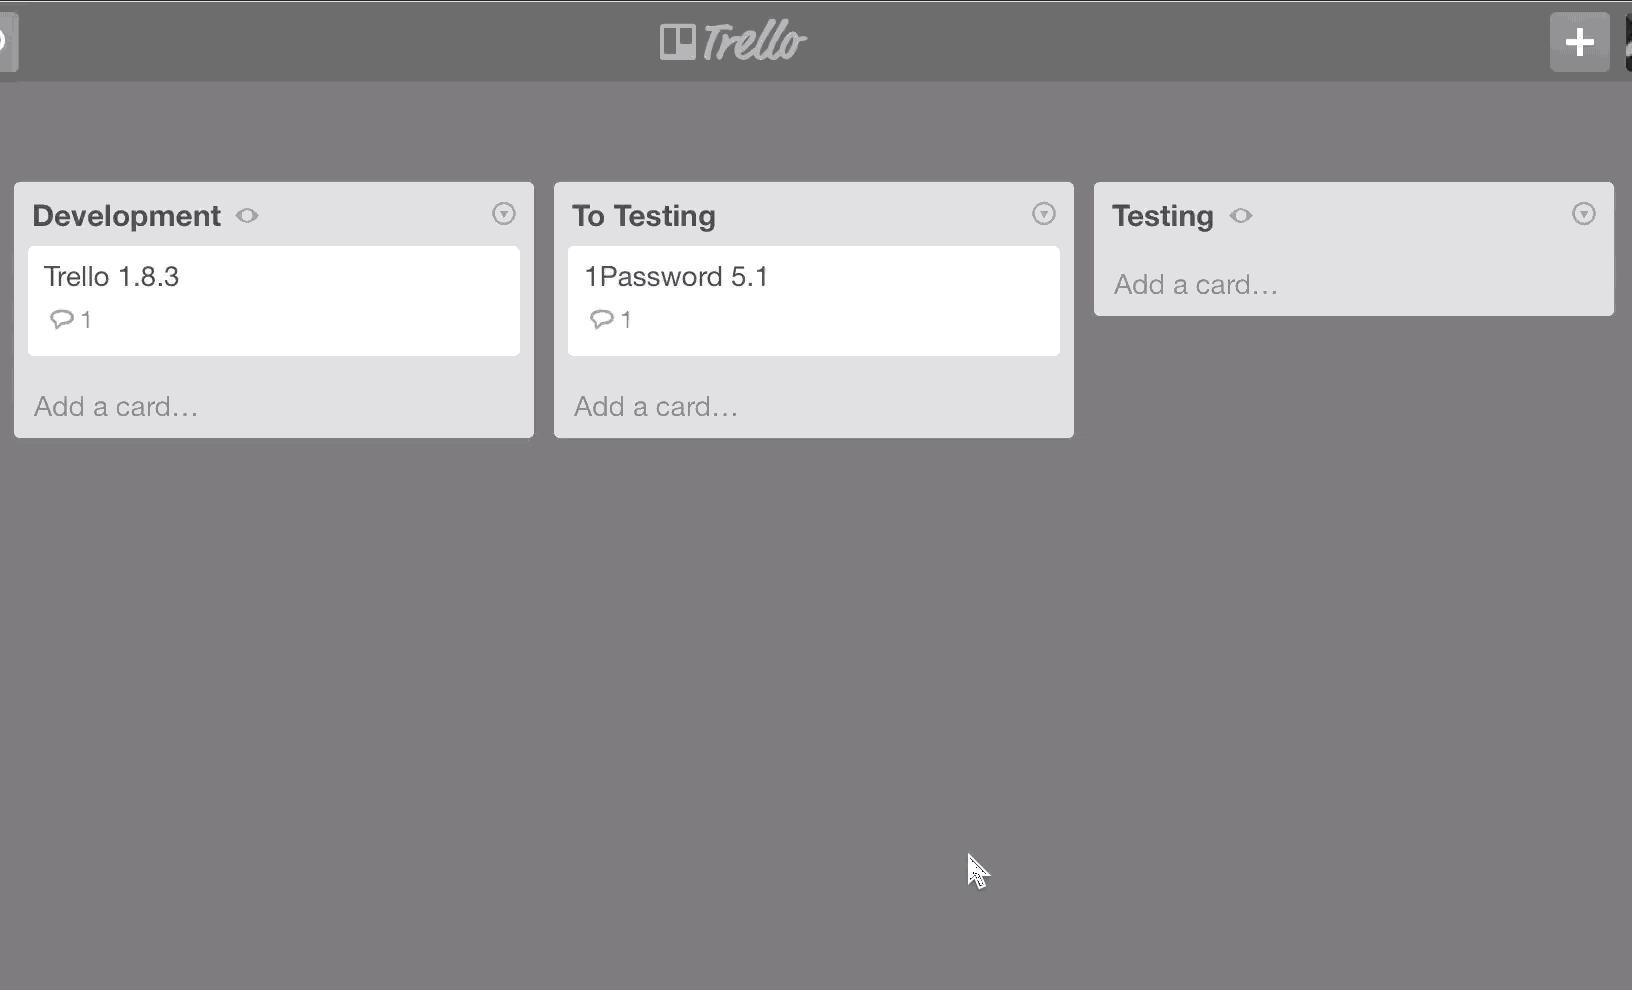 Trello
Development
Trello 1.8.3
1
Add a card…
To Testing
1Password 5.1
1
Add a card…
Testing
Add a card…